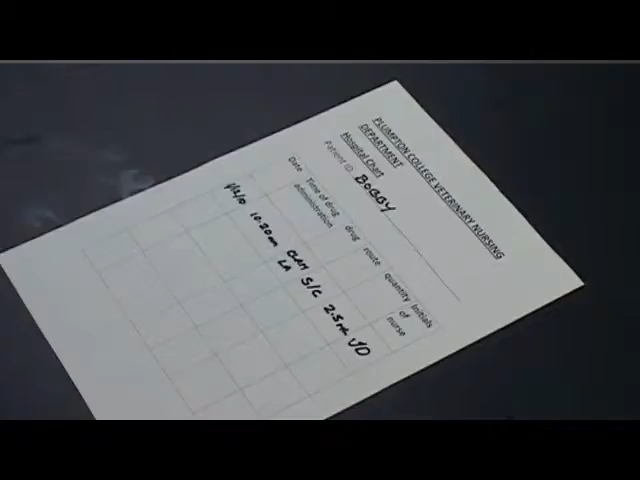 PLUMPTON COLLEGE VETERINARY NURSING
DEPARTMENT
Hospital Chart
Patient ID BOGGY
Date Time of drug administration drug route quantity Initials of nurse
10.20am CLAM LA S/C 2.5ml JD